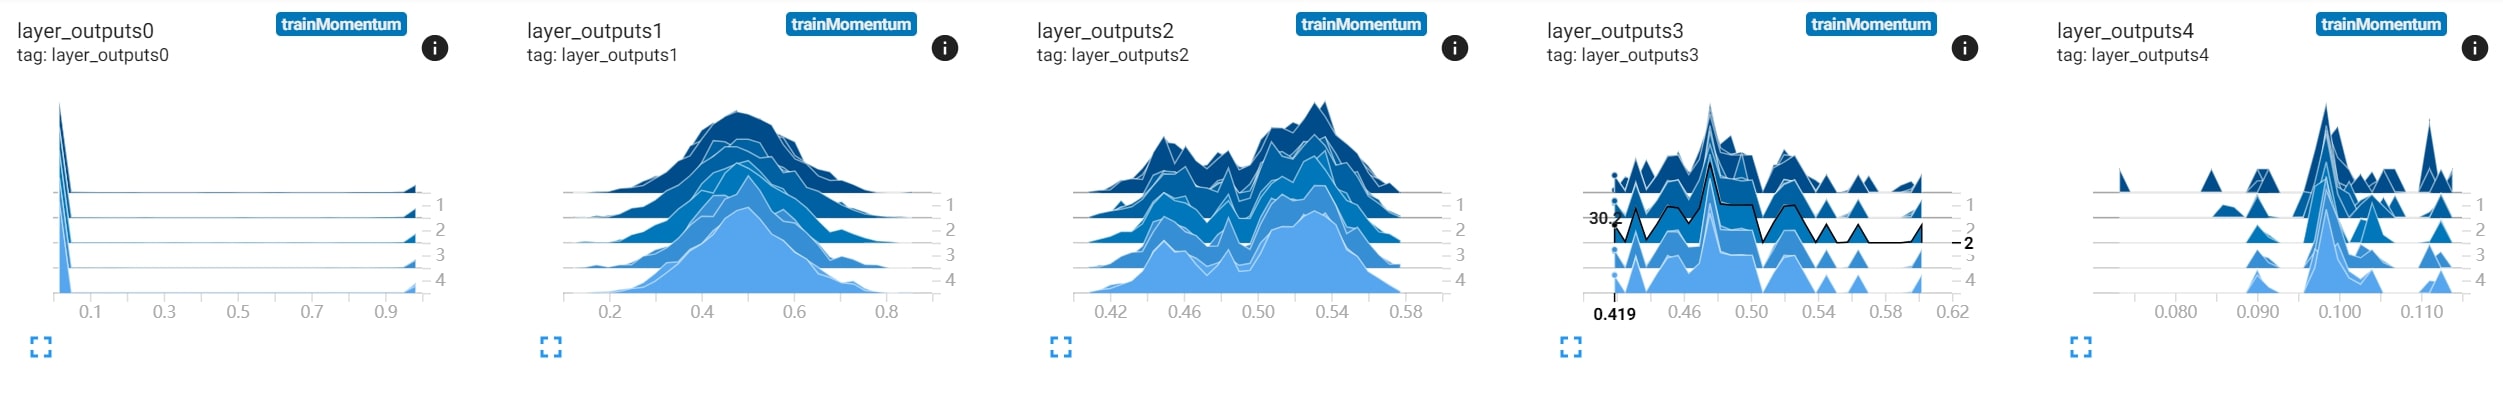 layer_outputs0
trainMomentum
tag: layer_outputs0
1
2
3
4
0.1 0.3 0.5 0.7 0.9
layer_outputs1
trainMomentum
tag: layer_outputs1
1
2
3
4
0.2 0.4 0.6 0.8
layer_outputs2
trainMomentum
tag: layer_outputs2
1
2
3
4
0.42 0.46 0.50 0.54 0.58
layer_outputs3
trainMomentum
tag: layer_outputs3
1
30.2
2
2
3
4
0.419 0.46 0.50 0.54 0.58 0.62
layer_outputs4
trainMomentum
tag: layer_outputs4
1
2
3
4
0.080 0.090 0.100 0.110